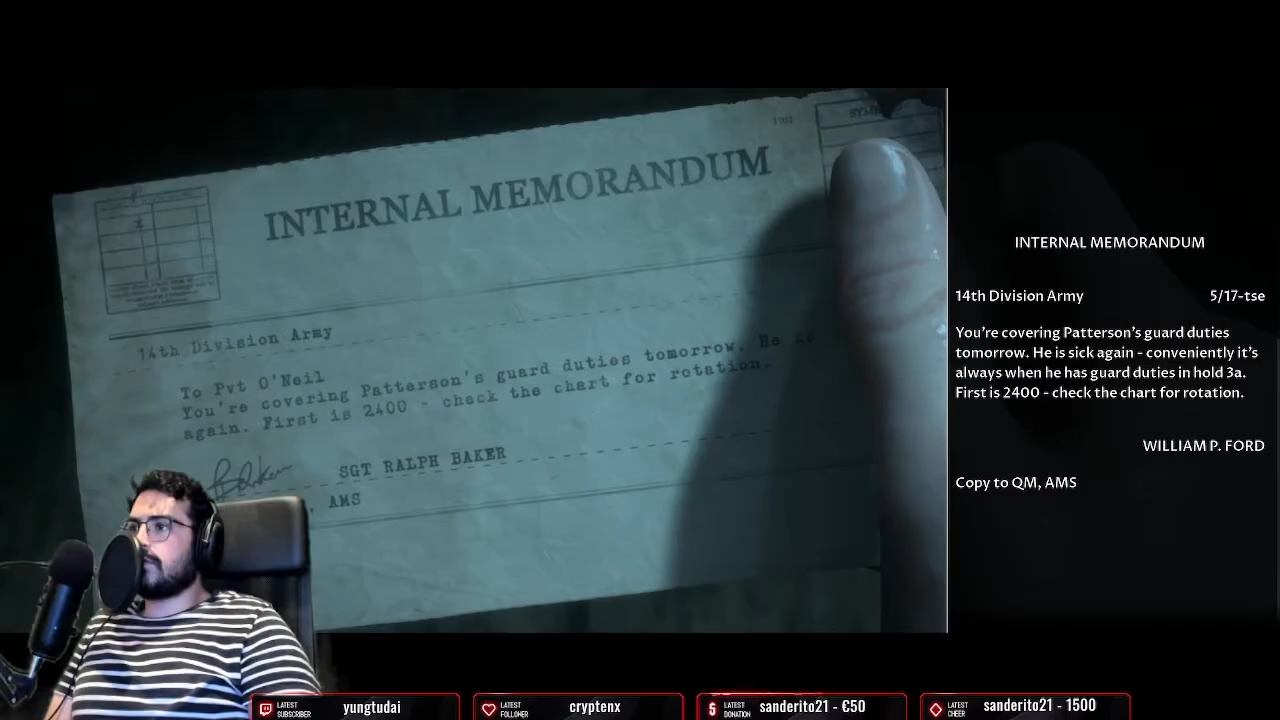 1207
INTERNAL MEMORANDUM
14th Division Army
To Pvt O'Neil
You're covering Patterson's guard duties tomorrow. He is
again. First is 2400 - check the chart for rotation.
SGT RALPH BAKER
, AMS
INTERNAL MEMORANDUM
14th Division Army 5/17-tse
You're covering Patterson's guard duties
tomorrow. He is sick again - conveniently it's
always when he has guard duties in hold 3a.
First is 2400 - check the chart for rotation.
WILLIAM P. FORD
Copy to QM, AMS
LATEST SUBSCRIBER yungtudai
LATEST FOLLOWER cryptenx
LATEST DONATION sanderito21 - €50
LATEST CHEER sanderito21 - 1500